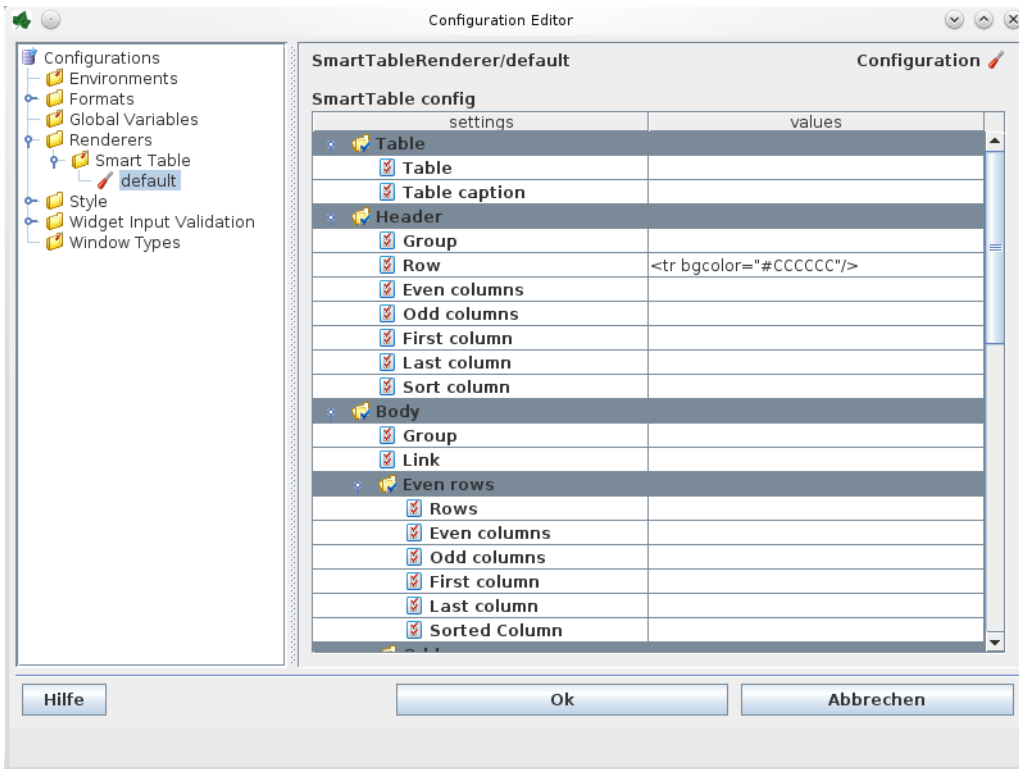 Configuration Editor
Configurations
Environments
Formats
Global Variables
Renderers
Smart Table
default
Style
Widget Input Validation
Window Types
SmartTableRenderer/default
Configuration
SmartTable config
settings values
Table
Table
Table caption
Header
Group
Row <tr bgcolor="#CCCCCC"/>
Even columns
Odd columns
First column
Last column
Sort column
Body
Group
Link
Even rows
Rows
Even columns
Odd columns
First column
Last column
Sorted Column
Hilfe Ok Abbrechen